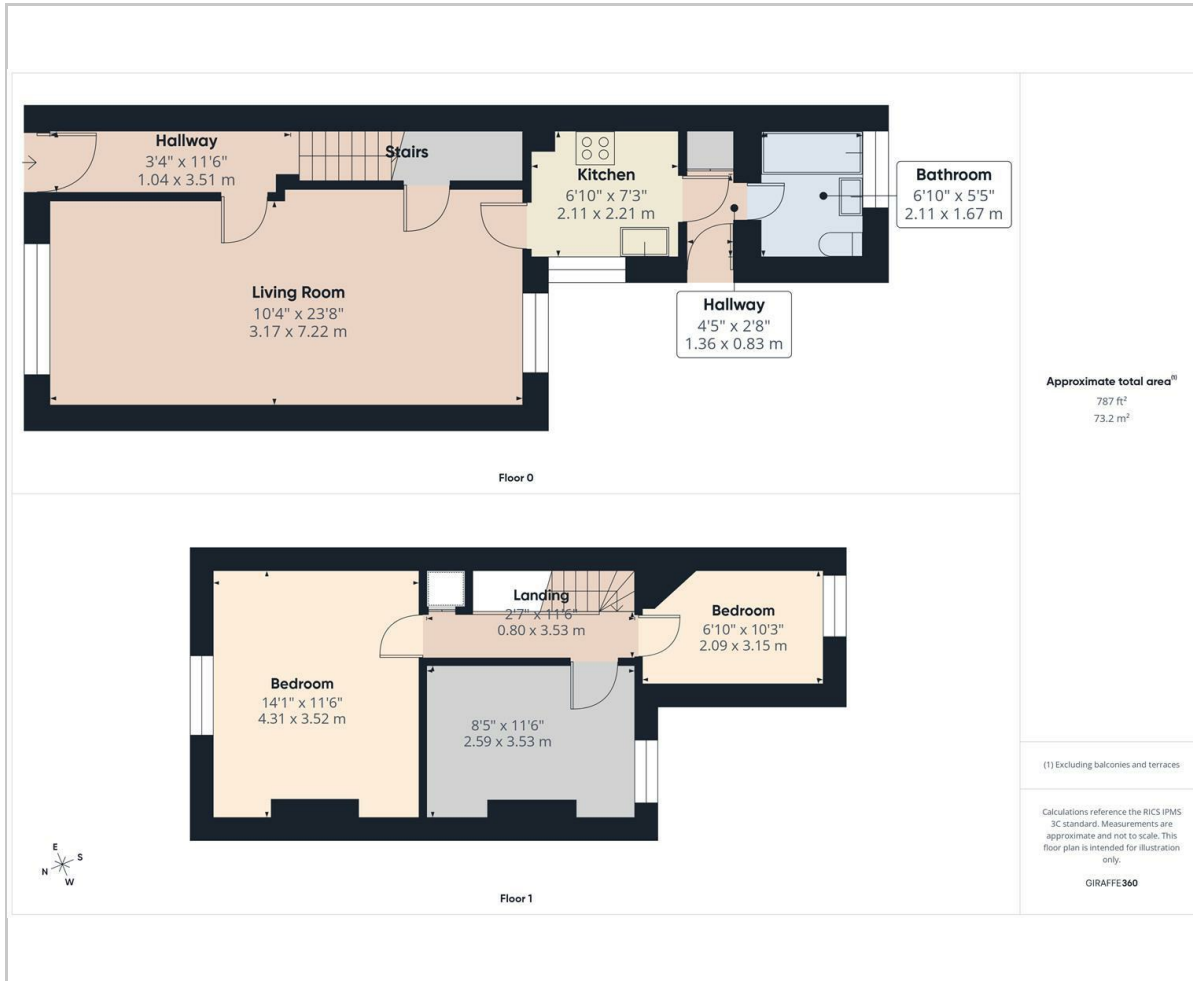 Hallway
3'4" x 11'6"
1.04 x 3.51 m
Stairs
Kitchen
6'10" x 7'3"
2.11 x 2.21 m
Bathroom
6'10" x 5'5"
2.11 x 1.67 m
Living Room
10'4" x 23'8"
3.17 x 7.22 m
Hallway
4'5" x 2'8"
1.36 x 0.83 m
Floor 0
Landing
2'7" x 11'6"
0.80 x 3.53 m
Bedroom
6'10" x 10'3"
2.09 x 3.15 m
Bedroom
14'1" x 11'6"
4.31 x 3.52 m
8'5" x 11'6"
2.59 x 3.53 m
E
S
N
W
Floor 1
Approximate total area(1)
787 ft²
73.2 m²
(1) Excluding balconies and terraces
Calculations reference the RICS IPMS
3C standard. Measurements are
approximate and not to scale. This
floor plan is intended for illustration
only.
GIRAFFE360